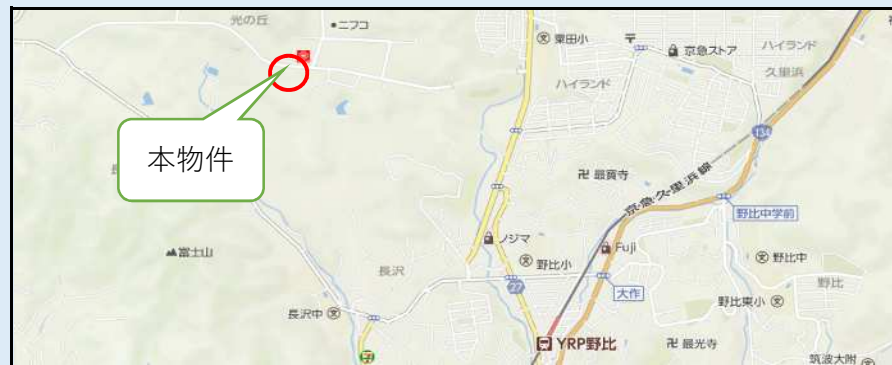 光の丘
ニフコ
粟田小
〒
京急ストア
ハイランド
ハイランド
久里浜
134
本物件
最寳寺
京急久里浜線
野比中学前
富士山
ノジマ
Fuji
野比小
野比中
長沢
27
大作
野比
長沢中
野比東小
YRP野比
最光寺
筑波大附